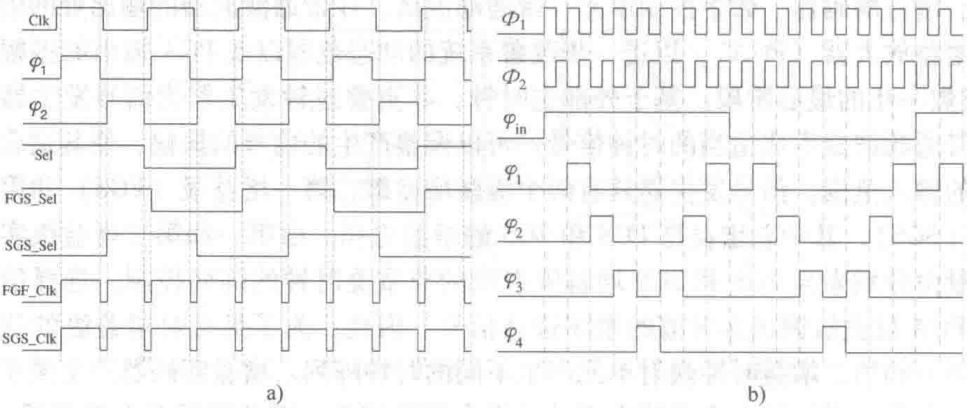 Clk
φ₁
φ₂
Sel
FGS_Sel
SGS_Sel
FGF_Clk
SGS_Clk
a)
Φ₁
Φ₂
φin
φ₁
φ₂
φ₃
φ₄
b)